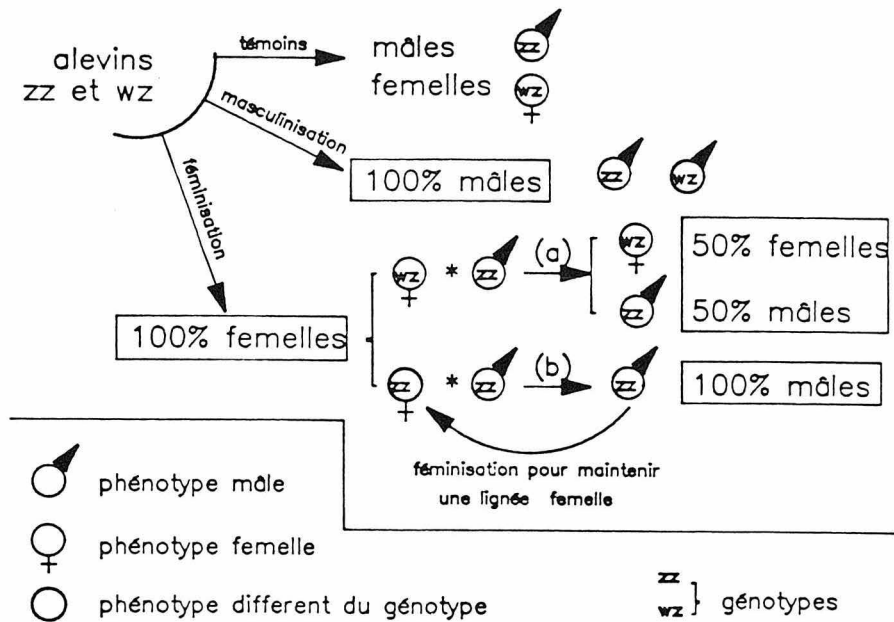 alevins
zz et wz
témoins
mâles
zz
femelles
wz
masculinisation
100% mâles
zz
wz
féminisation
100% femelles
wz
*
zz
(a)
wz
50% femelles
zz
50% mâles
zz
*
zz
(b)
zz
100% mâles
féminisation pour maintenir
une lignée femelle
phénotype mâle
phénotype femelle
phénotype different du génotype
zz
wz
génotypes